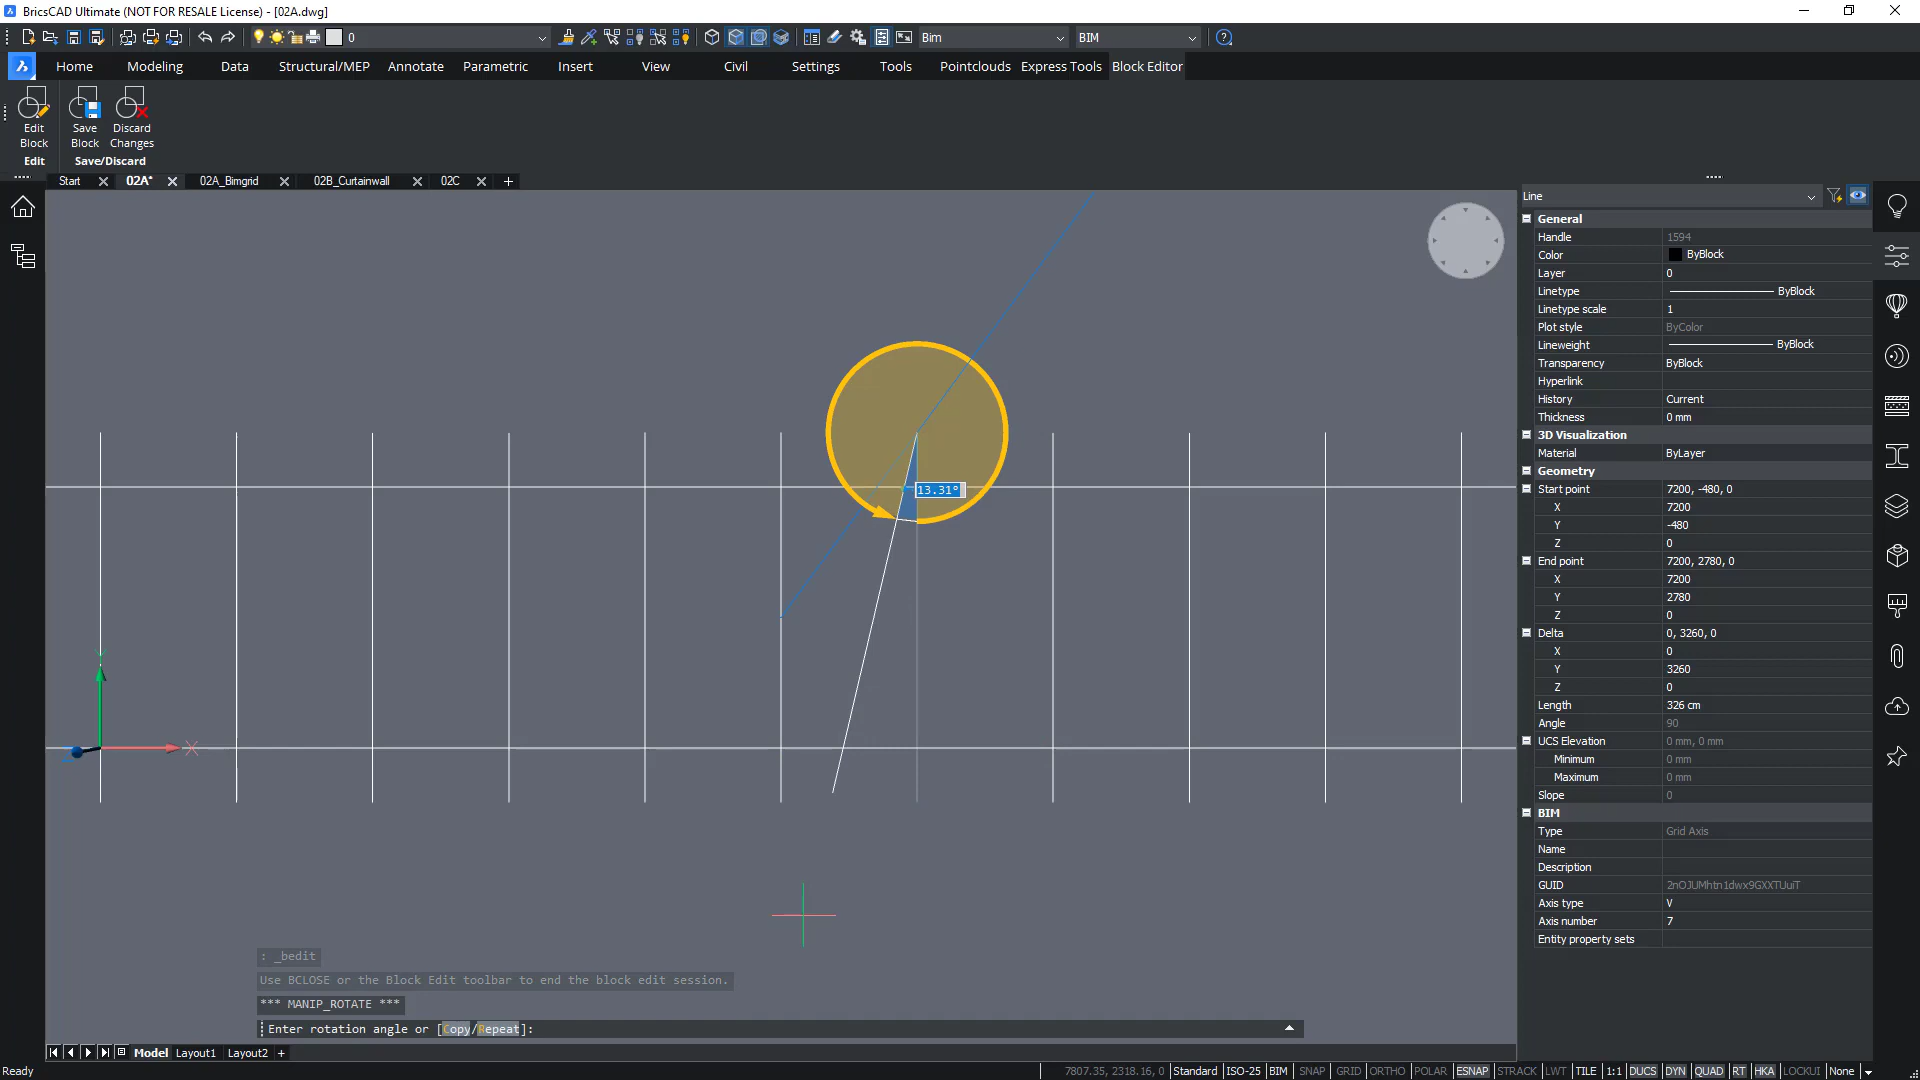 BricsCAD Ultimate (NOT FOR RESALE License) - [02A.dwg]
0
Bim
BIM
Home
Modeling
Data
Structural/MEP
Annotate
Parametric
Insert
View
Civil
Settings
Tools
Pointclouds
Express Tools
Block Editor
Edit Block
Save Block
Discard Changes
Edit
Save/Discard
Start
02A*
02A_Bimgrid
02B_Curtainwall
02C
Line
General
Handle 1594
Color ByBlock
Layer 0
Linetype ByBlock
Linetype scale 1
Plot style ByColor
Lineweight ByBlock
Transparency ByBlock
Hyperlink
History Current
Thickness 0 mm
3D Visualization
Material ByLayer
Geometry
Start point 7200, -480, 0
X 7200
Y -480
Z 0
End point 7200, 2780, 0
X 7200
Y 2780
Z 0
Delta 0, 3260, 0
X 0
Y 3260
Z 0
Length 326 cm
Angle 90
UCS Elevation 0 mm, 0 mm
Minimum 0 mm
Maximum 0 mm
Slope 0
BIM
Type Grid Axis
Name
Description
GUID 2nOJUMhtn1dwx9GXXTUuiT
Axis type V
Axis number 7
Entity property sets
13.31°
X
: _bedit
Use BCLOSE or the Block Edit toolbar to end the block edit session.
*** MANIP_ROTATE ***
Enter rotation angle or [Copy/Repeat]:
Model
Layout1
Layout2
Ready
7807.35, 2318.16, 0
Standard
ISO-25
BIM
SNAP
GRID
ORTHO
POLAR
ESNAP
STRACK
LWT
TILE
1:1
DUCS
DYN
QUAD
RT
HKA
LOCKUI
None